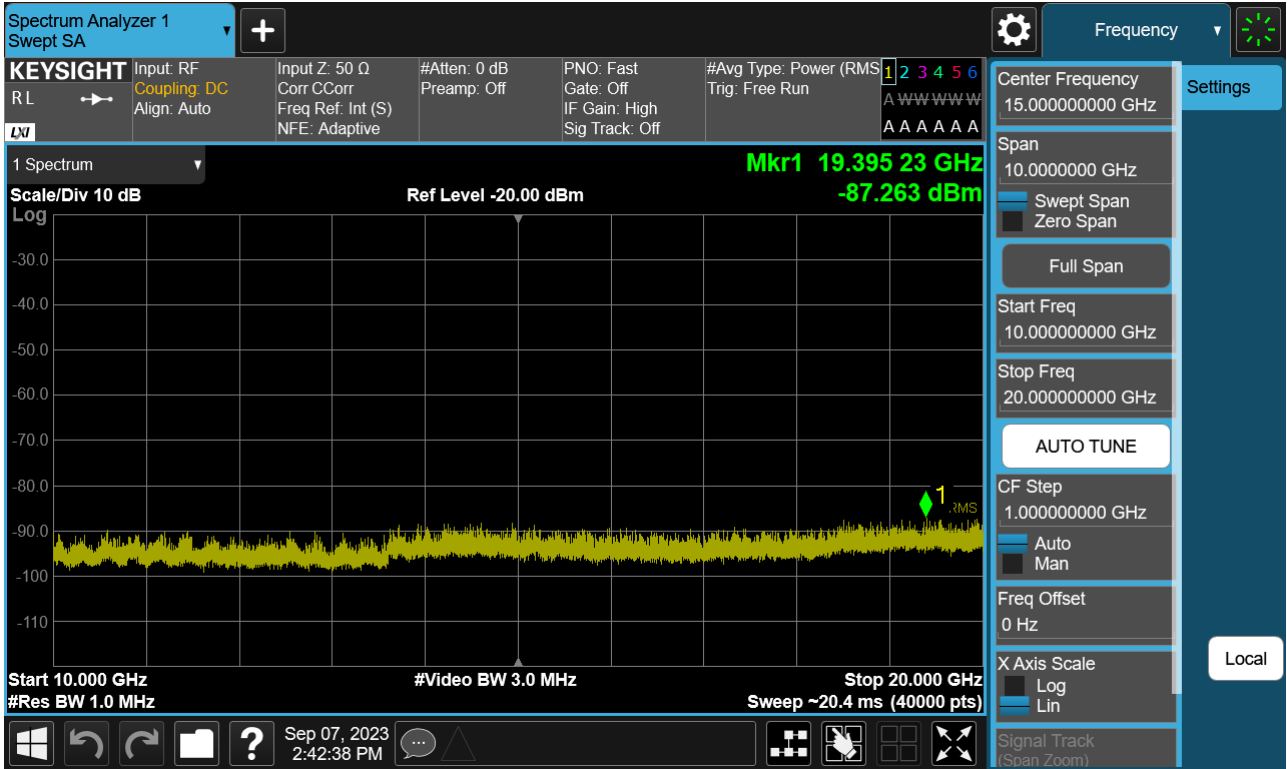 Spectrum Analyzer 1
Swept SA
Frequency
KEYSIGHT
R L
LXI
Input: RF
Coupling: DC
Align: Auto
Input Z: 50 Ω
Corr CCorr
Freq Ref: Int (S)
NFE: Adaptive
#Atten: 0 dB
Preamp: Off
PNO: Fast
Gate: Off
IF Gain: High
Sig Track: Off
#Avg Type: Power (RMS
Trig: Free Run
1 2 3 4 5 6
A W W W W W
A A A A A A
1 Spectrum
Scale/Div 10 dB
Log
Ref Level -20.00 dBm
Mkr1 19.395 23 GHz
-87.263 dBm
-30.0
-40.0
-50.0
-60.0
-70.0
-80.0
-90.0
-100
-110
1
RMS
Start 10.000 GHz
#Res BW 1.0 MHz
#Video BW 3.0 MHz
Stop 20.000 GHz
Sweep ~20.4 ms (40000 pts)
Center Frequency
15.000000000 GHz
Span
10.0000000 GHz
Swept Span
Zero Span
Full Span
Start Freq
10.000000000 GHz
Stop Freq
20.000000000 GHz
AUTO TUNE
CF Step
1.000000000 GHz
Auto
Man
Freq Offset
0 Hz
X Axis Scale
Log
Lin
Signal Track
(Span Zoom)
Settings
Local
?
Sep 07, 2023
2:42:38 PM